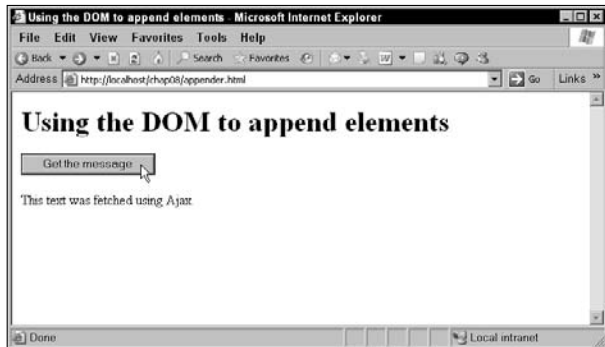 Using the DOM to append elements - Microsoft Internet Explorer
File Edit View Favorites Tools Help
Back Search Favorites
Address http://localhost/chap08/appender.html Go Links »
Using the DOM to append elements
Get the message
This text was fetched using Ajax.
Done Local intranet